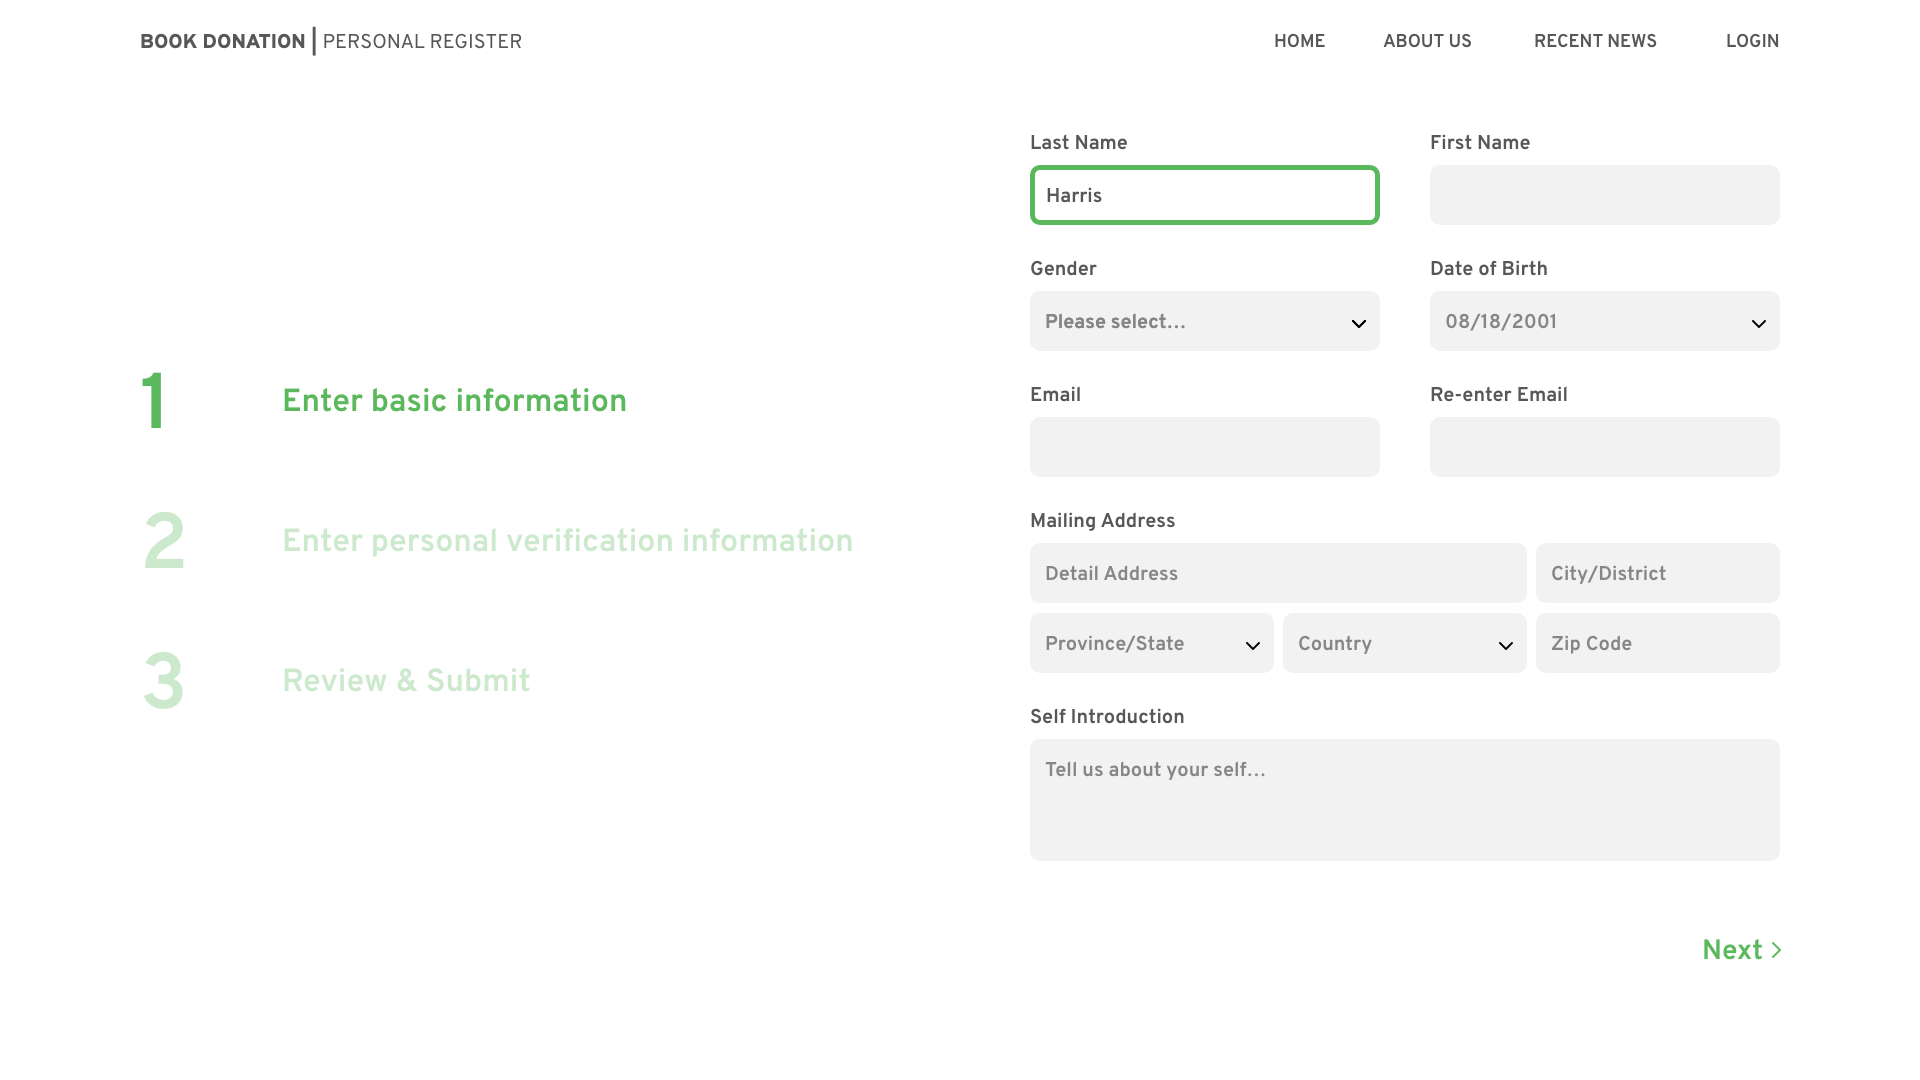 BOOK DONATION | PERSONAL REGISTER
HOME ABOUT US RECENT NEWS LOGIN
1 Enter basic information
2 Enter personal verification information
3 Review & Submit
Last Name First Name
Harris
Gender Date of Birth
Please select... 08/18/2001
Email Re-enter Email
Mailing Address
Detail Address City/District
Province/State Country Zip Code
Self Introduction
Tell us about your self...
Next >